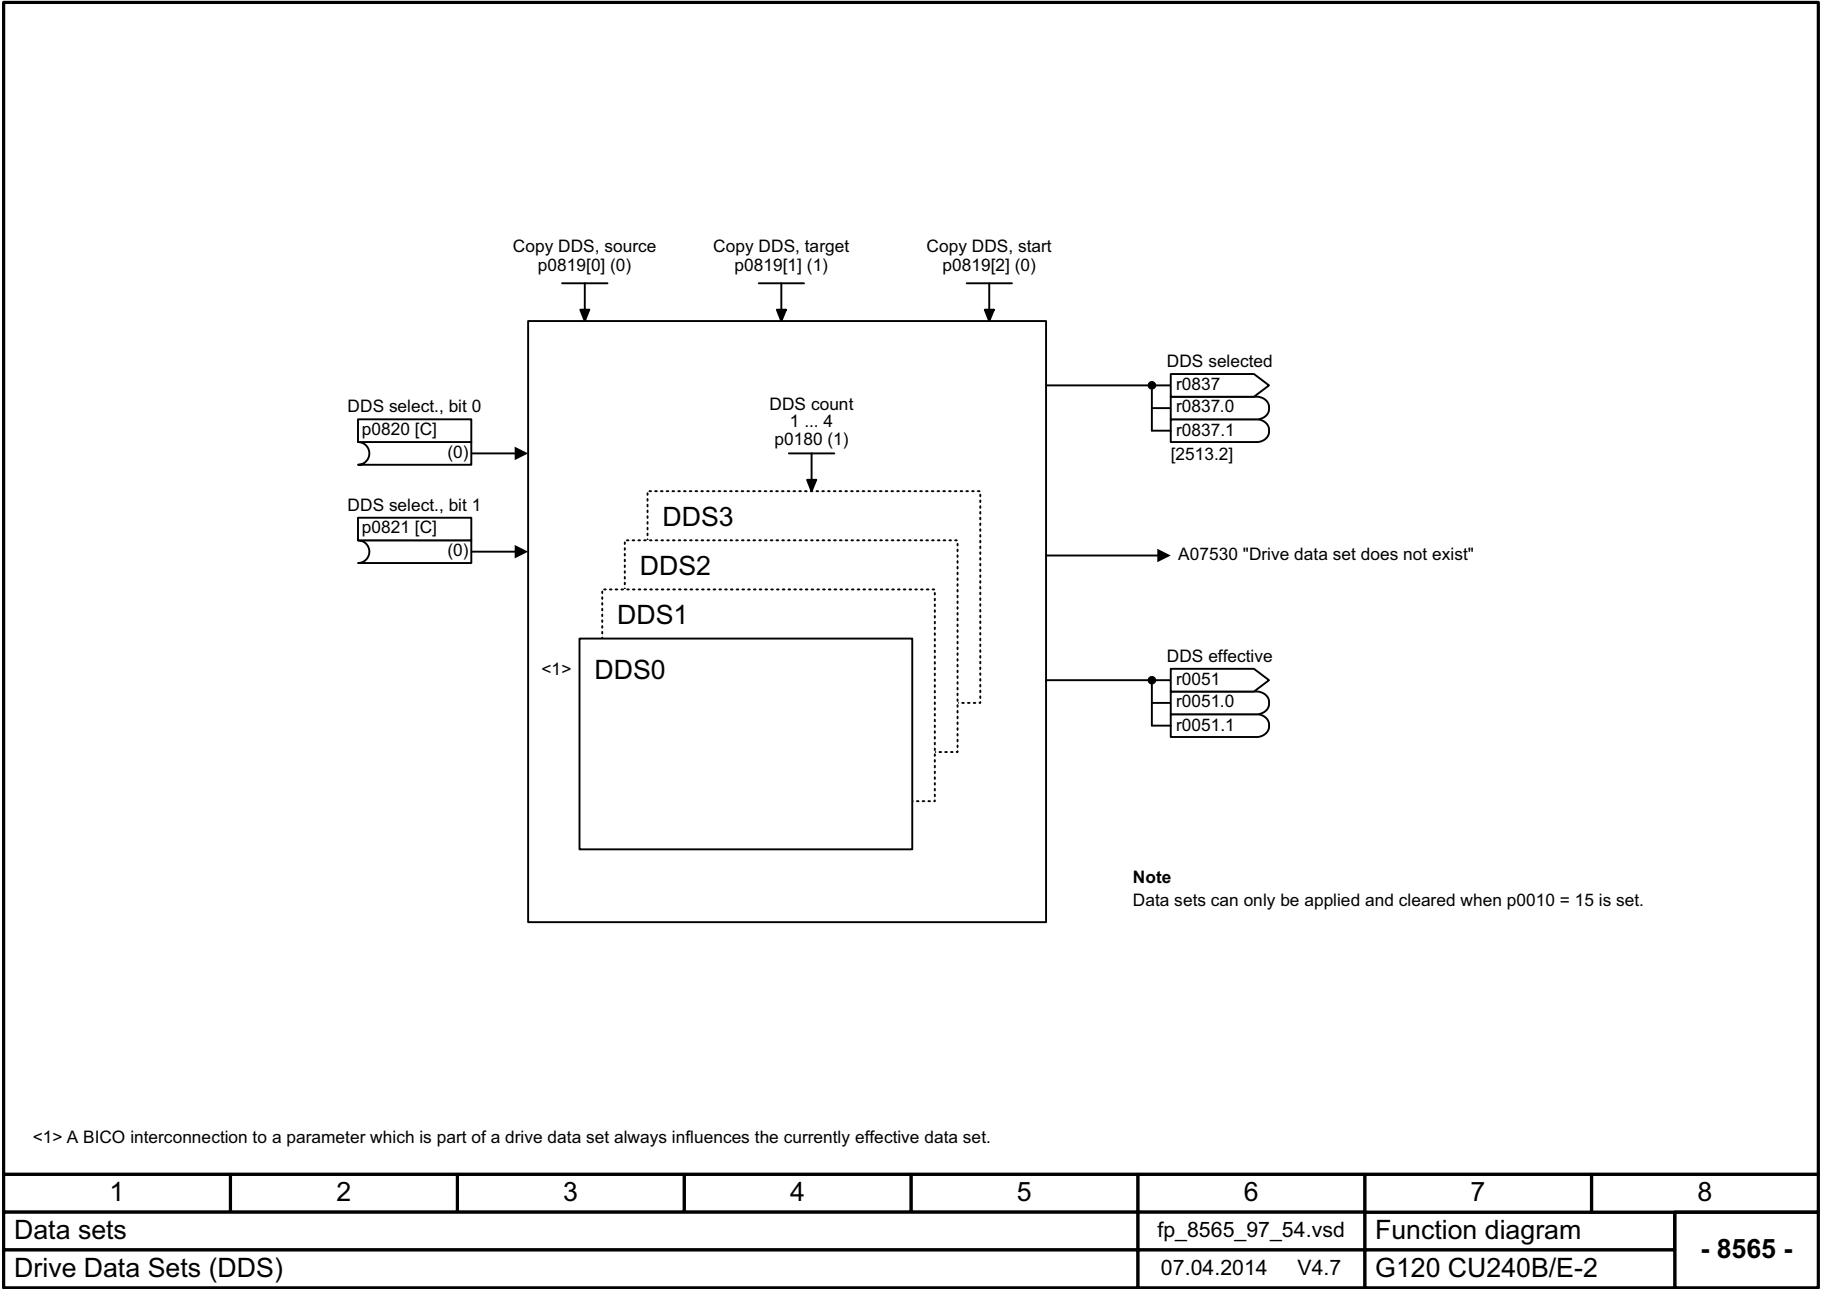 Copy DDS, source
p0819[0] (0)
Copy DDS, target
p0819[1] (1)
Copy DDS, start
p0819[2] (0)
DDS select., bit 0
p0820 [C]
(0)
DDS select., bit 1
p0821 [C]
(0)
DDS count
1 ... 4
p0180 (1)
DDS3
DDS2
DDS1
<1>
DDS0
DDS selected
r0837
r0837.0
r0837.1
[2513.2]
A07530 "Drive data set does not exist"
DDS effective
r0051
r0051.0
r0051.1
Note
Data sets can only be applied and cleared when p0010 = 15 is set.
<1> A BICO interconnection to a parameter which is part of a drive data set always influences the currently effective data set.
1 2 3 4 5 6 7 8
Data sets
fp_8565_97_54.vsd
Function diagram
- 8565 -
Drive Data Sets (DDS)
07.04.2014 V4.7
G120 CU240B/E-2